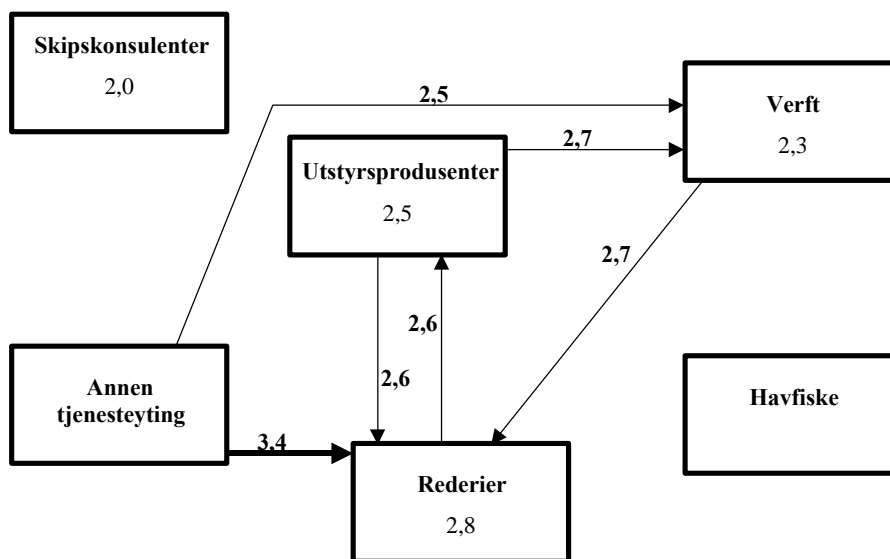 Skipskonsulenter
2,0
2,5
Verft
2,3
2,7
Utstyrsprodusenter
2,5
2,7
2,6
2,6
Annen
tjenesteyting
Havfiske
3,4
Rederier
2,8